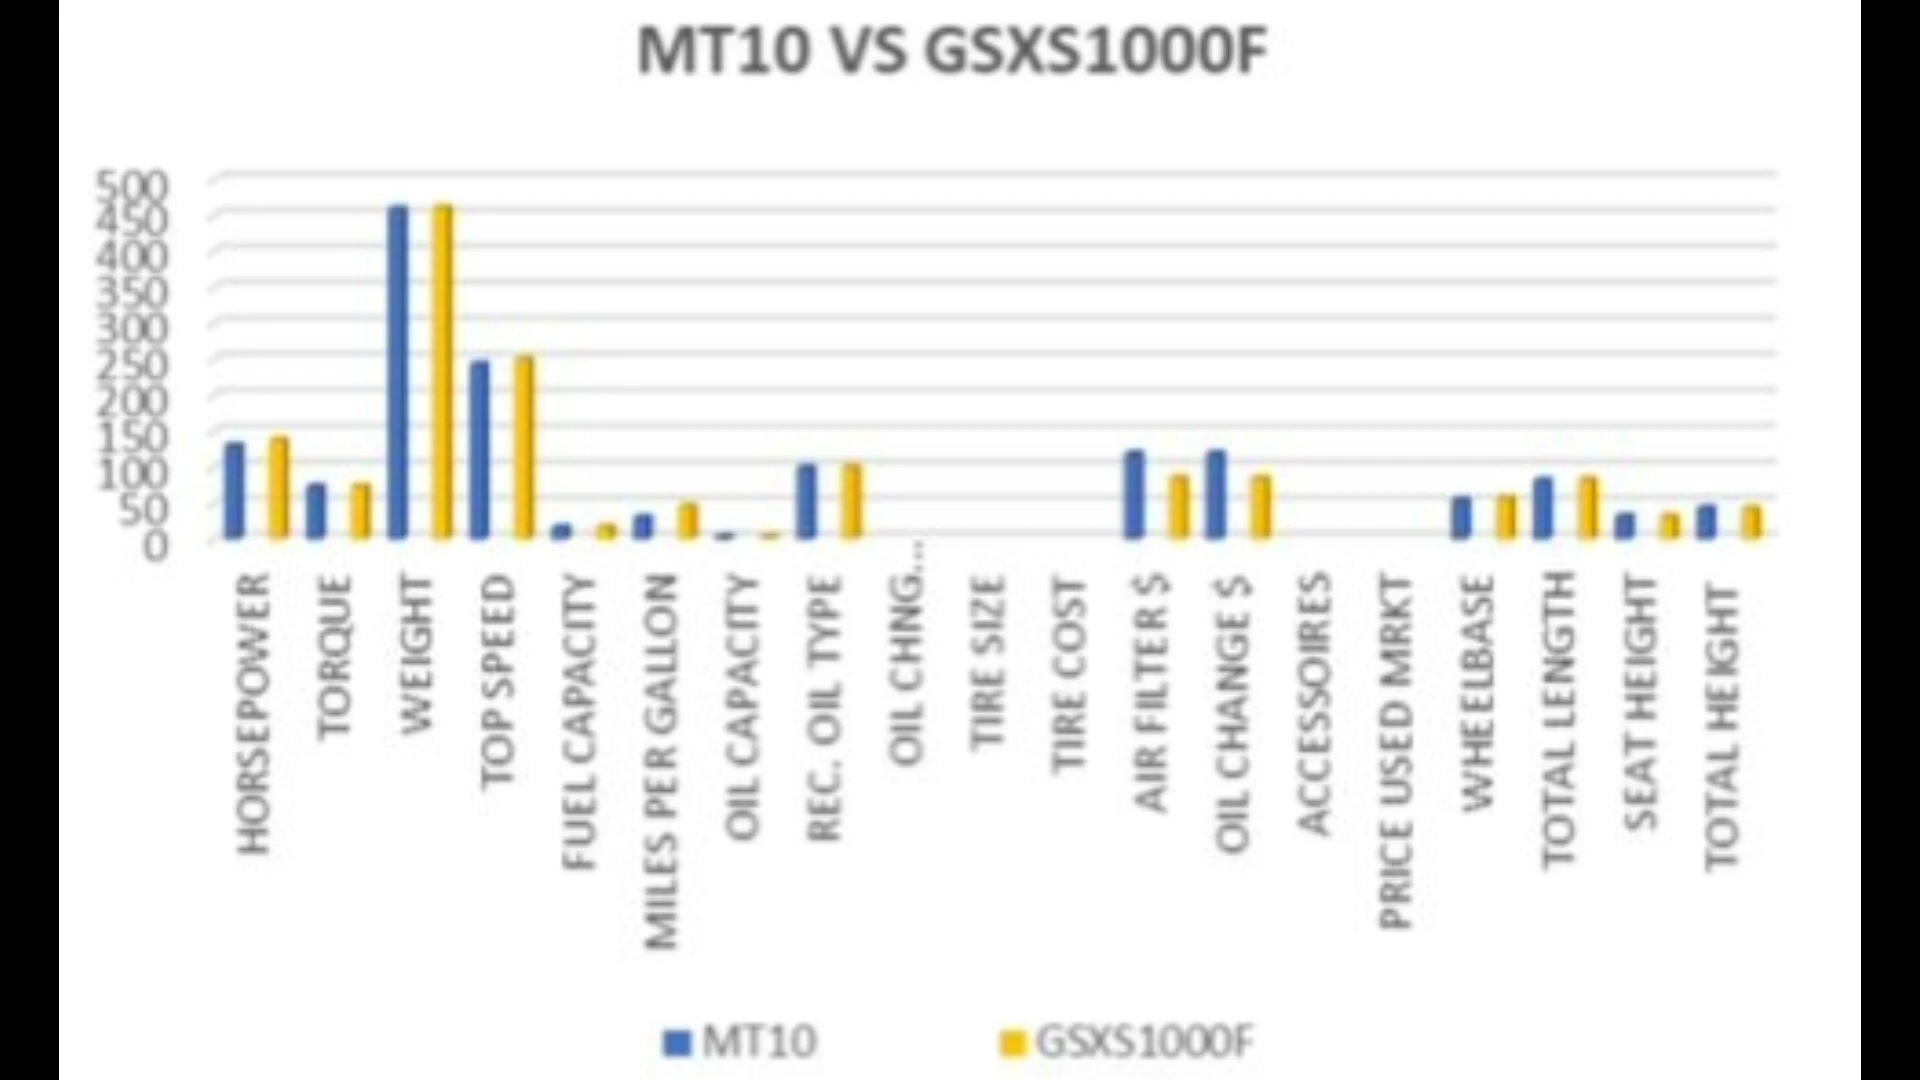 MT10 VS GSXS1000F
500
450
400
350
300
250
200
150
100
50
0
HORSEPOWER
TORQUE
WEIGHT
TOP SPEED
FUEL CAPACITY
MILES PER GALLON
OIL CAPACITY
REC. OIL TYPE
OIL CHNG...
TIRE SIZE
TIRE COST
AIR FILTER $
OIL CHANGE $
ACCESSOIRES
PRICE USED MRKT
WHEELBASE
TOTAL LENGTH
SEAT HEIGHT
TOTAL HEIGHT
MT10
GSXS1000F